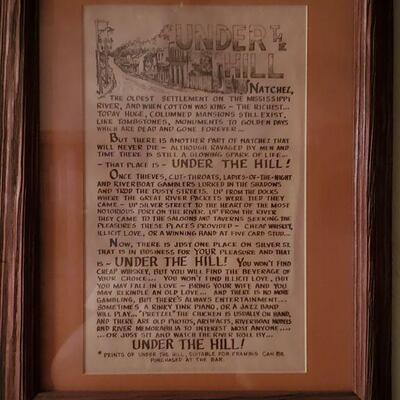 UNDER THE
HILL
NATCHEZ,
THE OLDEST SETTLEMENT ON THE MISSISSIPPI
RIVER, AND WHEN COTTON WAS KING - THE RICHEST...
TODAY HUGE, COLUMNED MANSIONS STILL EXIST,
LIKE TOMBSTONES, MONUMENTS TO GOLDEN DAYS
WHICH ARE DEAD AND GONE FOREVER...
BUT THERE IS ANOTHER PART OF NATCHEZ THAT
WILL NEVER DIE - ALTHOUGH RAVAGED BY MEN AND
TIME THERE IS STILL A GLOWING SPARK OF LIFE...
- THAT PLACE IS - UNDER THE HILL!
ONCE THIEVES, CUT-THROATS, LADIES-OF-THE-NIGHT
AND RIVERBOAT GAMBLERS LURKED IN THE SHADOWS
AND TROD THE DUSTY STREETS. UP FROM THE DOCKS
WHERE THE GREAT RIVER PACKETS WERE TIED THEY
CAME - UP SILVER STREET TO THE HEART OF THE MOST
NOTORIOUS PORT ON THE RIVER. UP FROM THE RIVER
THEY CAME TO THE SALOONS AND TAVERNS SEEKING THE
PLEASURES THESE PLACES PROVIDED - CHEAP WHISKEY,
ILLICIT LOVE, OR A WINNING HAND AT FIVE CARD STUD...
NOW, THERE IS JUST ONE PLACE ON SILVER ST.
THAT IS IN BUSINESS FOR YOUR PLEASURE AND THAT
IS - UNDER THE HILL! YOU WON'T FIND
CHEAP WHISKEY, BUT YOU WILL FIND THE BEVERAGE OF
YOUR CHOICE... YOU WON'T FIND ILLICIT LOVE, BUT
YOU MAY FALL IN LOVE - BRING YOUR WIFE AND YOU
MAY REKINDLE AN OLD LOVE... AND THERE IS NO MORE
GAMBLING, BUT THERE'S ALWAYS ENTERTAINMENT...
SOMETIMES A RINKY TINK PIANO, OR A JAZZ BAND
WILL PLAY... "PRETZEL" THE CHICKEN IS USUALLY ON HAND,
AND THERE ARE OLD PHOTOS, ARTIFACTS, RIVERBOAT MODELS
AND RIVER MEMORABILIA TO INTEREST MOST ANYONE....
...OR JUST SIT AND WATCH THE RIVER ROLL BY...
UNDER THE HILL!
* PRINTS OF UNDER THE HILL, SUITABLE FOR FRAMING CAN BE
PURCHASED AT THE BAR.